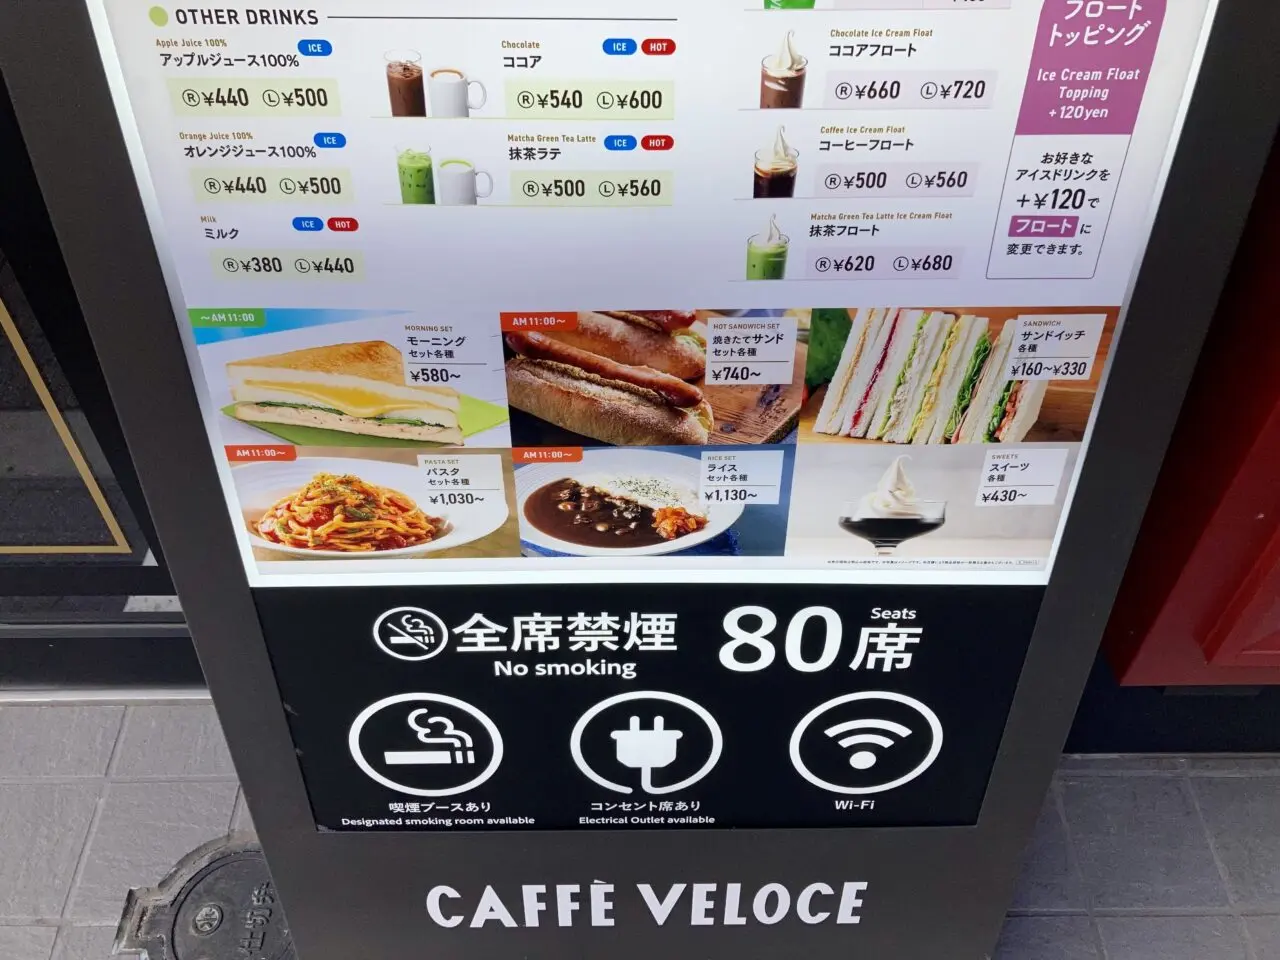 OTHER DRINKS
Apple Juice 100%
アップルジュース100% ICE
Ⓡ¥440 Ⓛ¥500
Orange Juice 100%
オレンジジュース100% ICE
Ⓡ¥440 Ⓛ¥500
Milk
ミルク ICE HOT
Ⓡ¥380 Ⓛ¥440
Chocolate
ココア ICE HOT
Ⓡ¥540 Ⓛ¥600
Matcha Green Tea Latte
抹茶ラテ ICE HOT
Ⓡ¥500 Ⓛ¥560
Chocolate Ice Cream Float
ココアフロート
Ⓡ¥660 Ⓛ¥720
Coffee Ice Cream Float
コーヒーフロート
Ⓡ¥500 Ⓛ¥560
Matcha Green Tea Latte Ice Cream Float
抹茶フロート
Ⓡ¥620 Ⓛ¥680
フロート
トッピング
Ice Cream Float
Topping
+120yen
お好きな
アイスドリンクを
+¥120で
フロートに
変更できます。
～AM 11:00
MORNING SET
モーニング
セット各種
¥580～
AM 11:00～
HOT SANDWICH SET
焼きたてサンド
セット各種
¥740～
SANDWICH
サンドイッチ
各種
¥160～¥330
AM 11:00～
PASTA SET
パスタ
セット各種
¥1,030～
AM 11:00～
RICE SET
ライス
セット各種
¥1,130～
SWEETS
スイーツ
各種
¥430～
全席禁煙
No smoking
80席
Seats
喫煙ブースあり
Designated smoking room available
コンセント席あり
Electrical Outlet available
Wi-Fi
CAFFÈ VELOCE
仕切弁